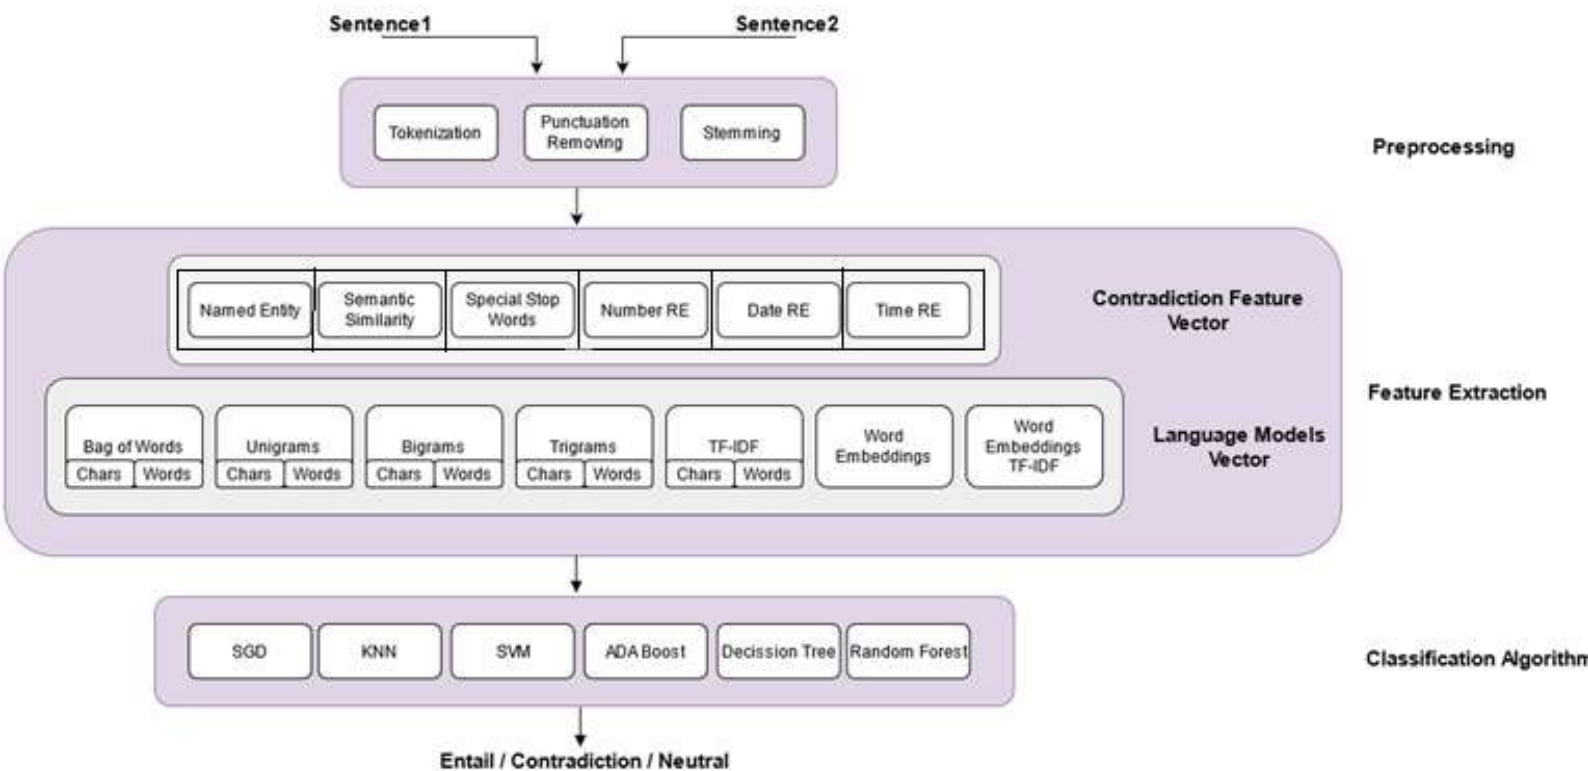 Sentence1
Sentence2
Tokenization
Punctuation
Removing
Stemming
Preprocessing
Named Entity
Semantic
Similarity
Special Stop
Words
Number RE
Date RE
Time RE
Contradiction Feature
Vector
Feature Extraction
Bag of Words
Chars
Words
Unigrams
Chars
Words
Bigrams
Chars
Words
Trigrams
Chars
Words
TF-IDF
Chars
Words
Word
Embeddings
Word
Embeddings
TF-IDF
Language Models
Vector
SGD
KNN
SVM
ADA Boost
Decission Tree
Random Forest
Classification Algorithm
Entail / Contradiction / Neutral